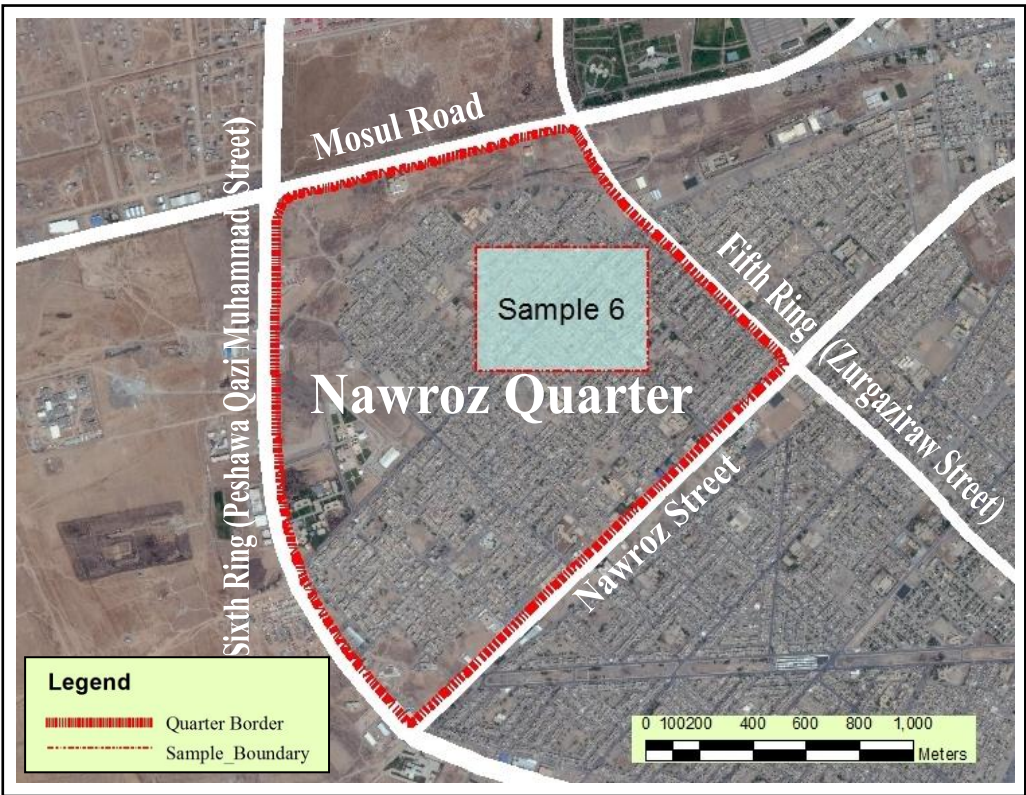 Mosul Road
Sixth Ring (Peshawa Qazi Muhammad Street)
Fifth Ring (Zurgaziraw Street)
Sample 6
Nawroz Quarter
Nawroz Street
Legend
Quarter Border
Sample_Boundary
0 100200 400 600 800 1,000
Meters